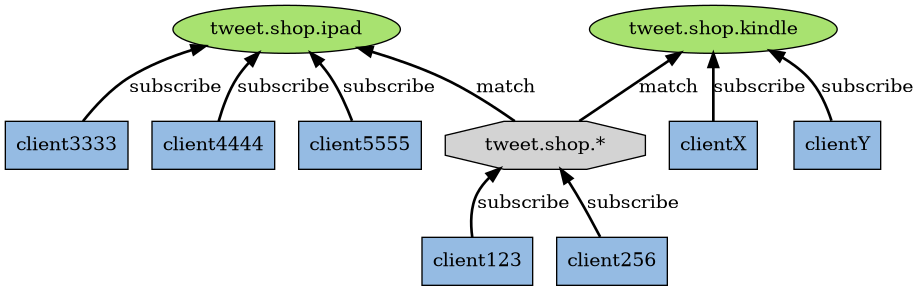 tweet.shop.ipad
tweet.shop.kindle
subscribe
subscribe
subscribe
match
match
subscribe
subscribe
client3333
client4444
client5555
tweet.shop.*
clientX
clientY
subscribe
subscribe
client123
client256